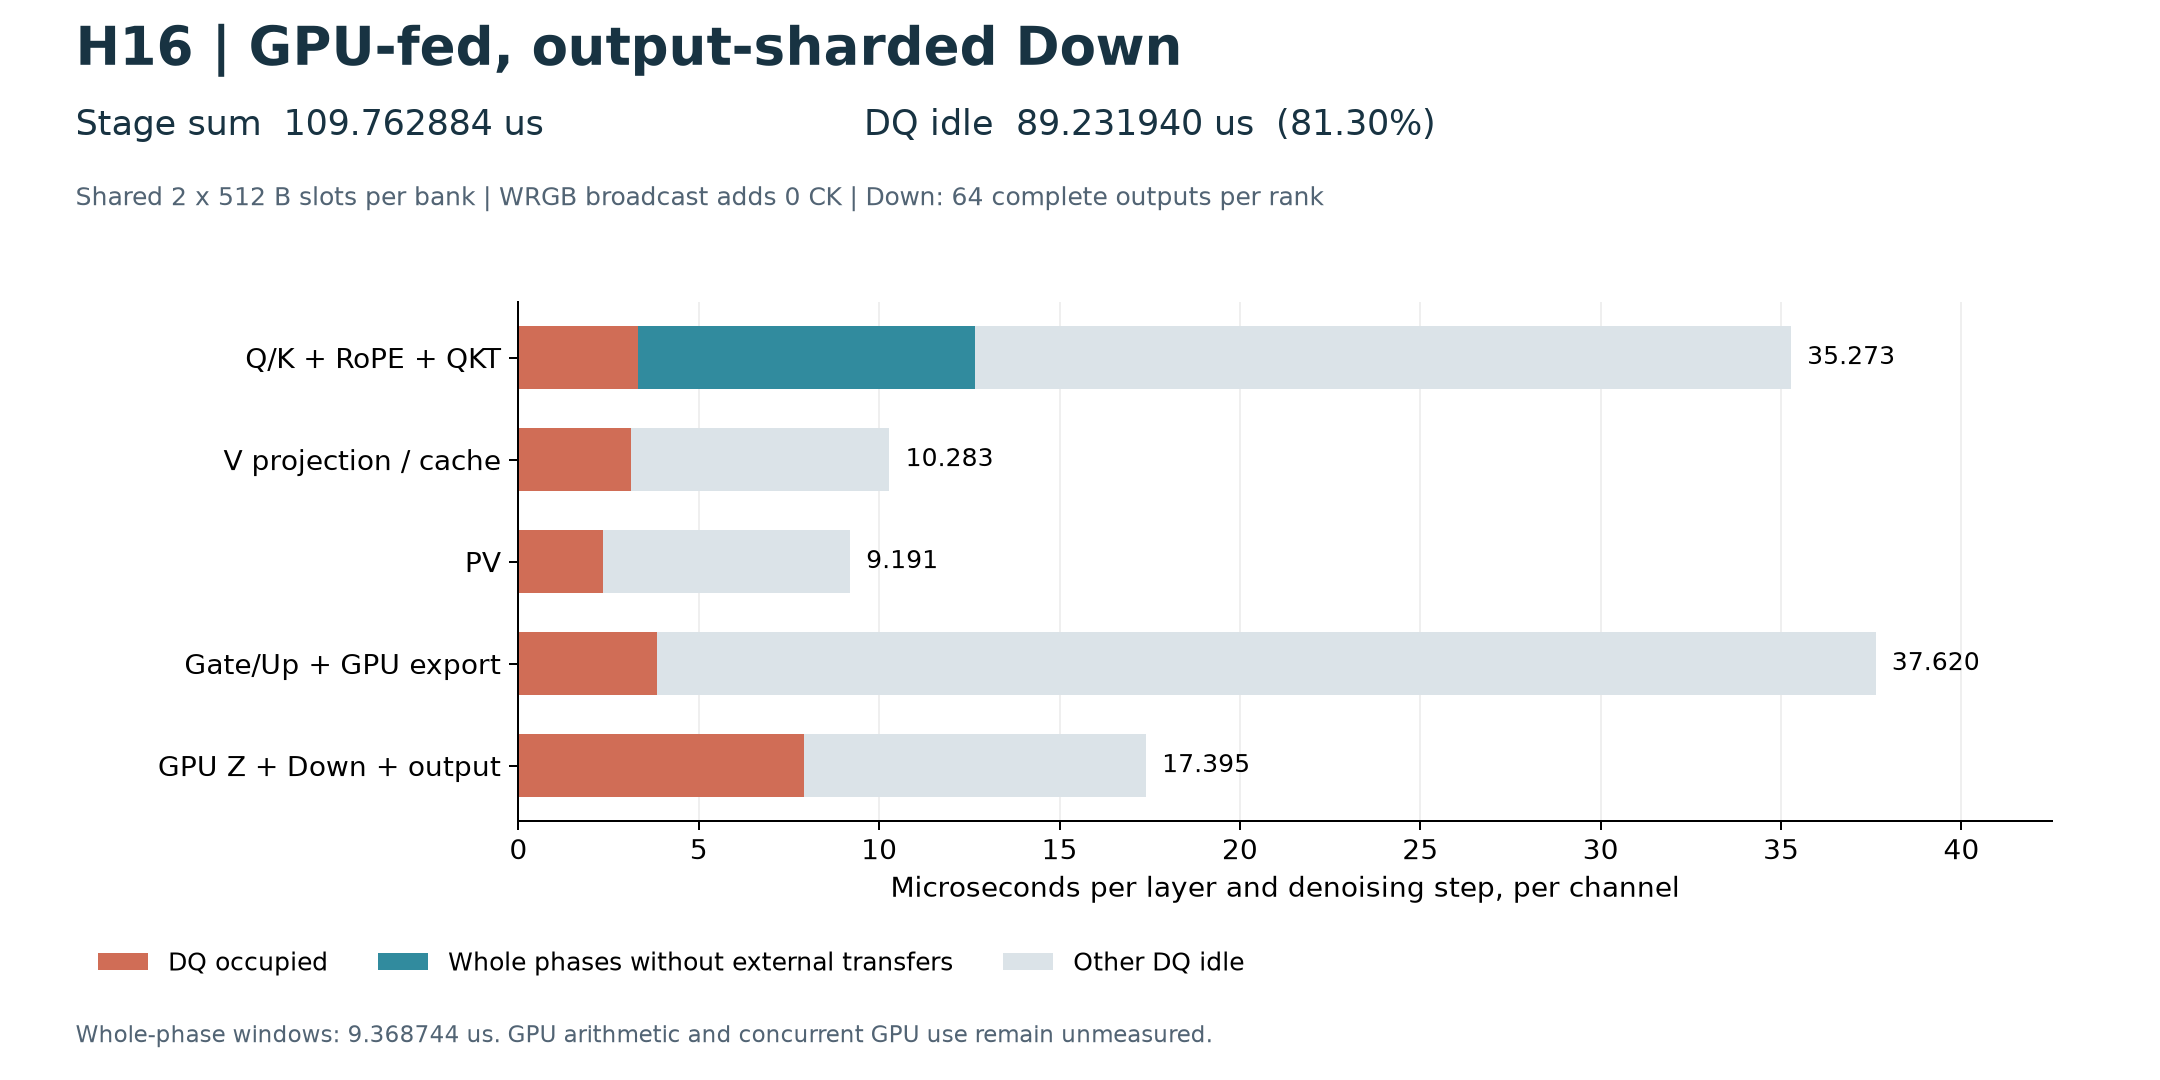 H16 | GPU-fed, output-sharded Down
Stage sum  109.762884 us
DQ idle  89.231940 us  (81.30%)
Shared 2 x 512 B slots per bank | WRGB broadcast adds 0 CK | Down: 64 complete outputs per rank
Q/K + RoPE + QKT
35.273
V projection / cache
10.283
PV
9.191
Gate/Up + GPU export
37.620
GPU Z + Down + output
17.395
0 5 10 15 20 25 30 35 40
Microseconds per layer and denoising step, per channel
DQ occupied
Whole phases without external transfers
Other DQ idle
Whole-phase windows: 9.368744 us. GPU arithmetic and concurrent GPU use remain unmeasured.